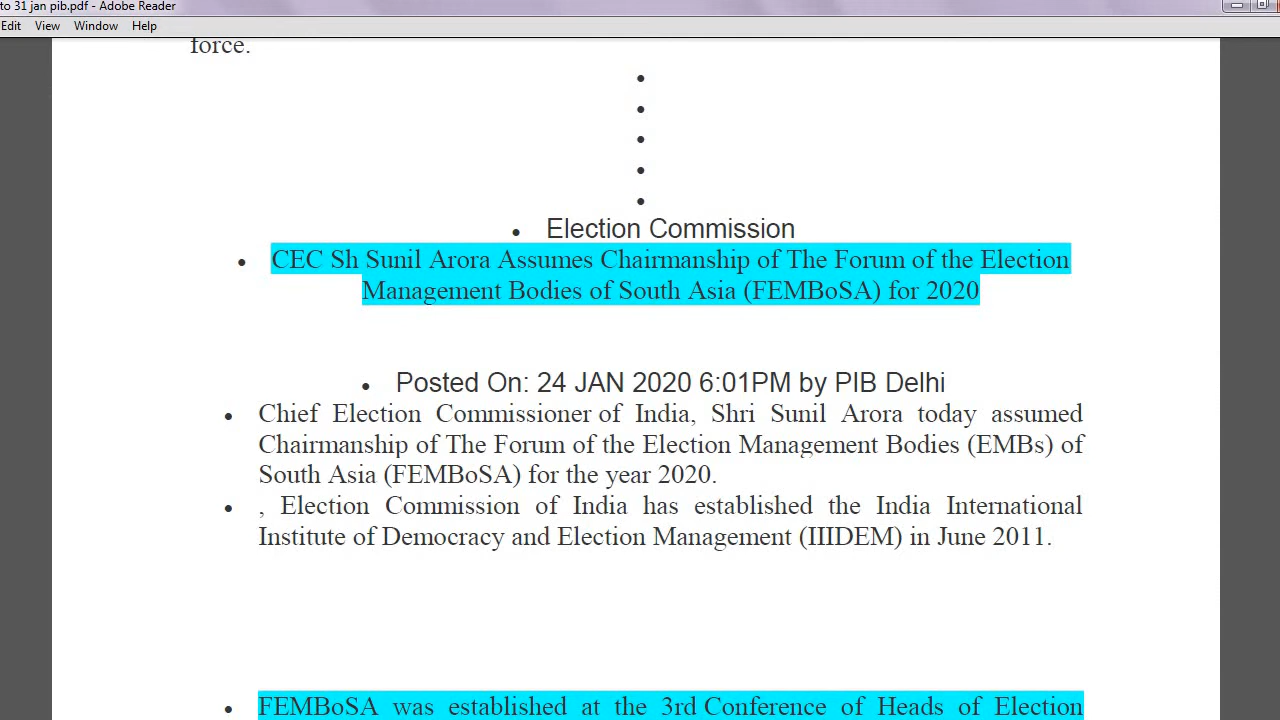 to 31 jan pib.pdf - Adobe Reader
Edit View Window Help
force.
•
•
•
•
•
• Election Commission
• CEC Sh Sunil Arora Assumes Chairmanship of The Forum of the Election
Management Bodies of South Asia (FEMBoSA) for 2020
• Posted On: 24 JAN 2020 6:01PM by PIB Delhi
• Chief Election Commissioner of India, Shri Sunil Arora today assumed
Chairmanship of The Forum of the Election Management Bodies (EMBs) of
South Asia (FEMBoSA) for the year 2020.
• , Election Commission of India has established the India International
Institute of Democracy and Election Management (IIIDEM) in June 2011.
• FEMBoSA was established at the 3rd Conference of Heads of Election